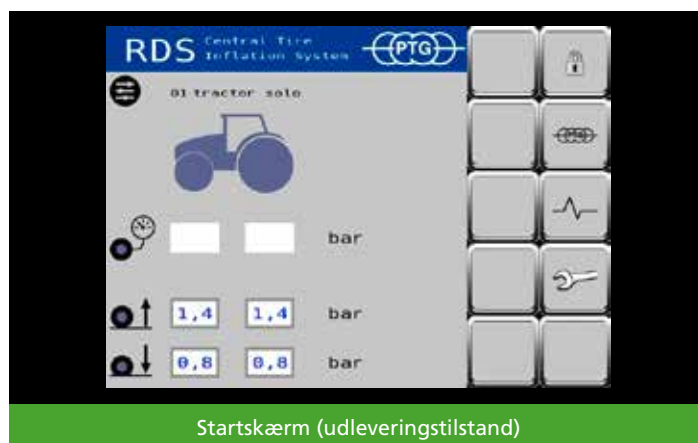 RDS Central Tire
Inflation System
PTG
01 tractor solo
PTG
bar
1,4 1,4 bar
0,8 0,8 bar
Startskærm (udleveringstilstand)